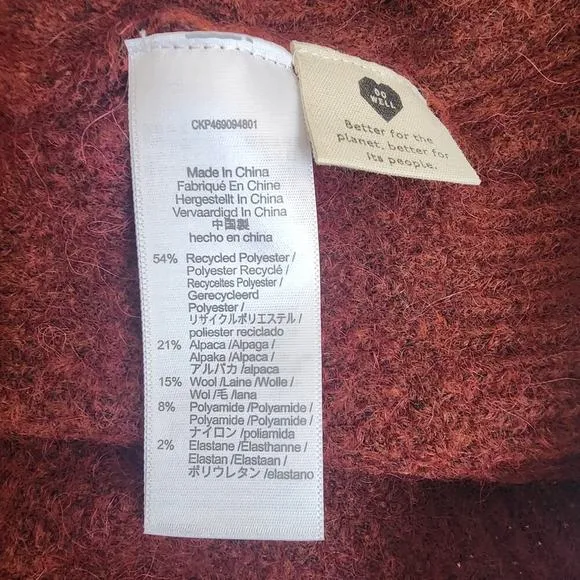 CKP469094801
Made In China
Fabriqué En Chine
Hergestellt In China
Vervaardigd In China
中国製
hecho en china
54% Recycled Polyester /
Polyester Recyclé /
Recyceltes Polyester /
Gerecycleerd
Polyester /
リサイクルポリエステル /
poliester reciclado
21% Alpaca /Alpaga /
Alpaka /Alpaca /
アルパカ /alpaca
15% Wool /Laine /Wolle /
Wol /毛 /lana
8% Polyamide /Polyamide /
Polyamid /Polyamide /
ナイロン /poliamida
2% Elastane /Élasthanne /
Elastan /Elastaan /
ポリウレタン /elastano
DO
WELL
Better for the
planet, better for
its people.